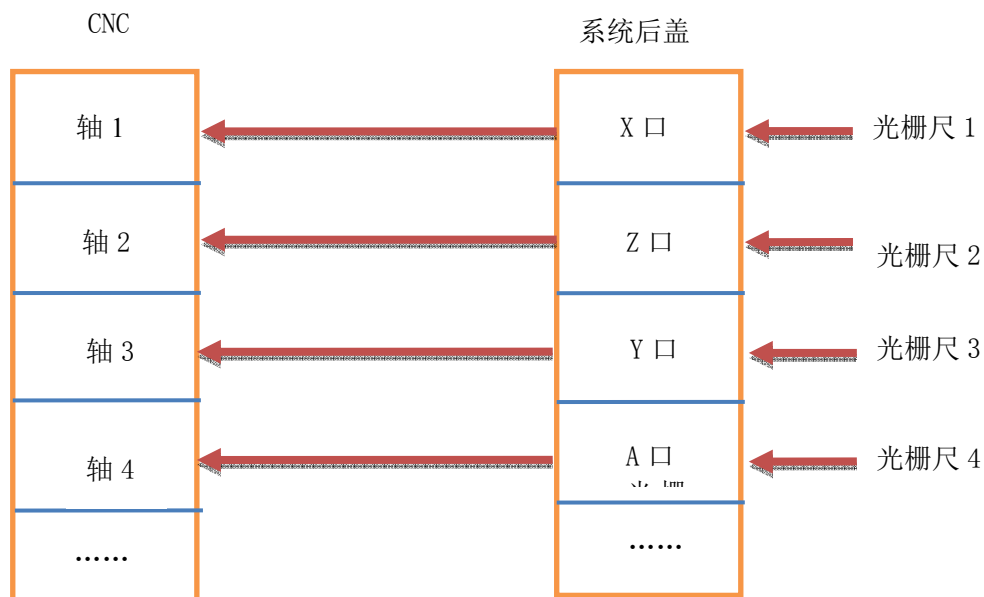 CNC
系统后盖
轴 1
X 口
光栅尺 1
轴 2
Z 口
光栅尺 2
轴 3
Y 口
光栅尺 3
轴 4
A 口
光栅尺 4
……
……